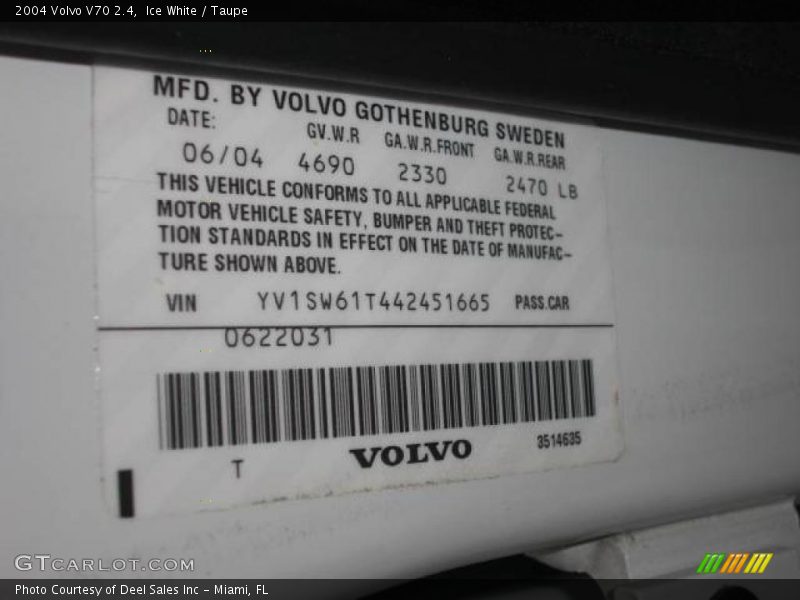 2004 Volvo V70 2.4, Ice White / Taupe
MFD. BY VOLVO GOTHENBURG SWEDEN
DATE: GV.W.R GA.W.R.FRONT GA.W.R.REAR
06/04 4690 2330 2470 LB
THIS VEHICLE CONFORMS TO ALL APPLICABLE FEDERAL
MOTOR VEHICLE SAFETY, BUMPER AND THEFT PROTEC-
TION STANDARDS IN EFFECT ON THE DATE OF MANUFAC-
TURE SHOWN ABOVE.
VIN YV1SW61T442451665 PASS.CAR
0622031
T VOLVO 3514635
GTCARLOT.COM
Photo Courtesy of Deel Sales Inc - Miami, FL